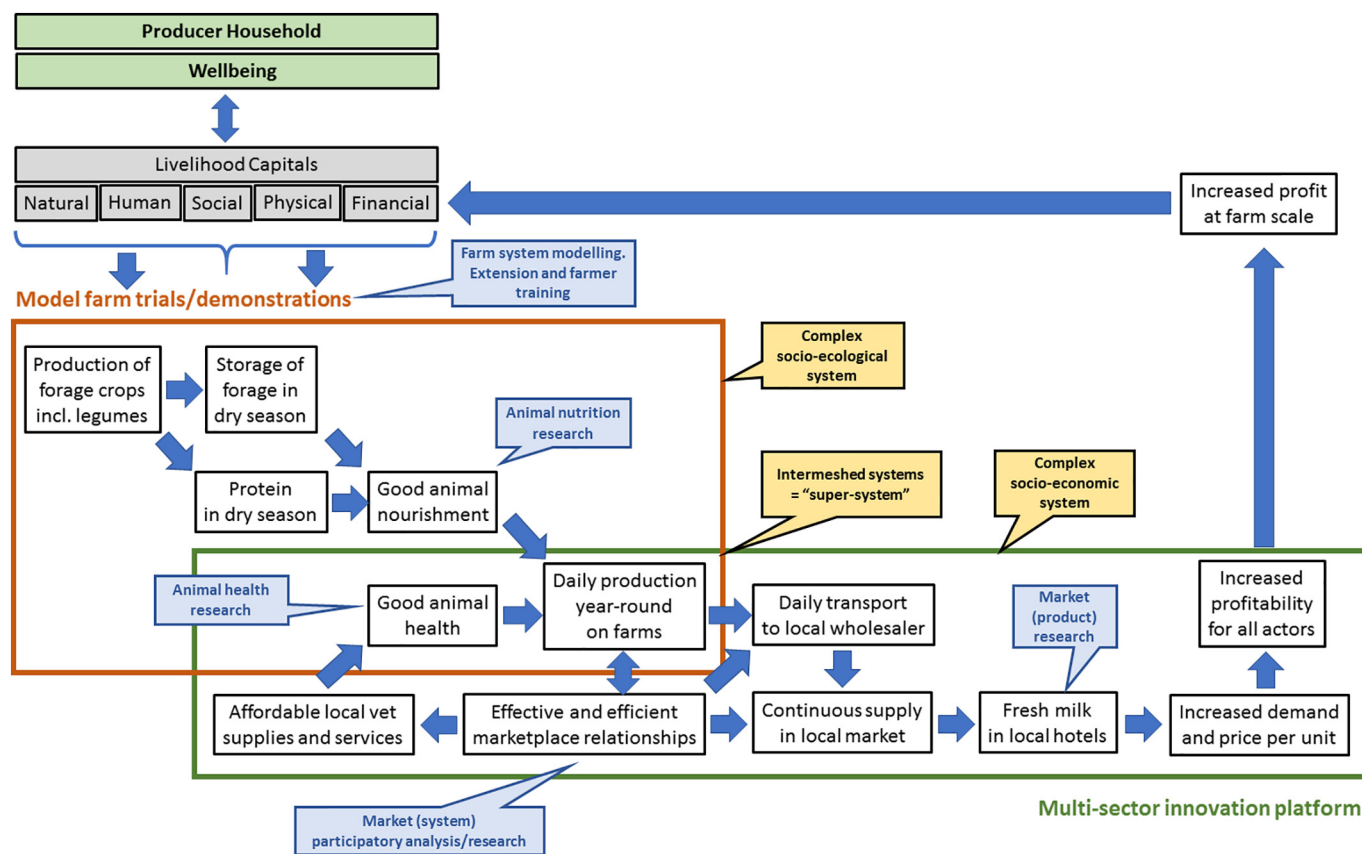 Producer Household
Wellbeing
Livelihood Capitals
Natural
Human
Social
Physical
Financial
Increased profit
at farm scale
Farm system modelling.
Extension and farmer
training
Model farm trials/demonstrations
Production of
forage crops
incl. legumes
Storage of
forage in
dry season
Complex
socio-ecological
system
Animal nutrition
research
Protein
in dry season
Good animal
nourishment
Intermeshed systems
= “super-system”
Complex
socio-economic
system
Animal health
research
Good animal
health
Daily production
year-round
on farms
Daily transport
to local wholesaler
Market
(product)
research
Increased
profitability
for all actors
Affordable local vet
supplies and services
Effective and efficient
marketplace relationships
Continuous supply
in local market
Fresh milk
in local hotels
Increased demand
and price per unit
Multi-sector innovation platform
Market (system)
participatory analysis/research